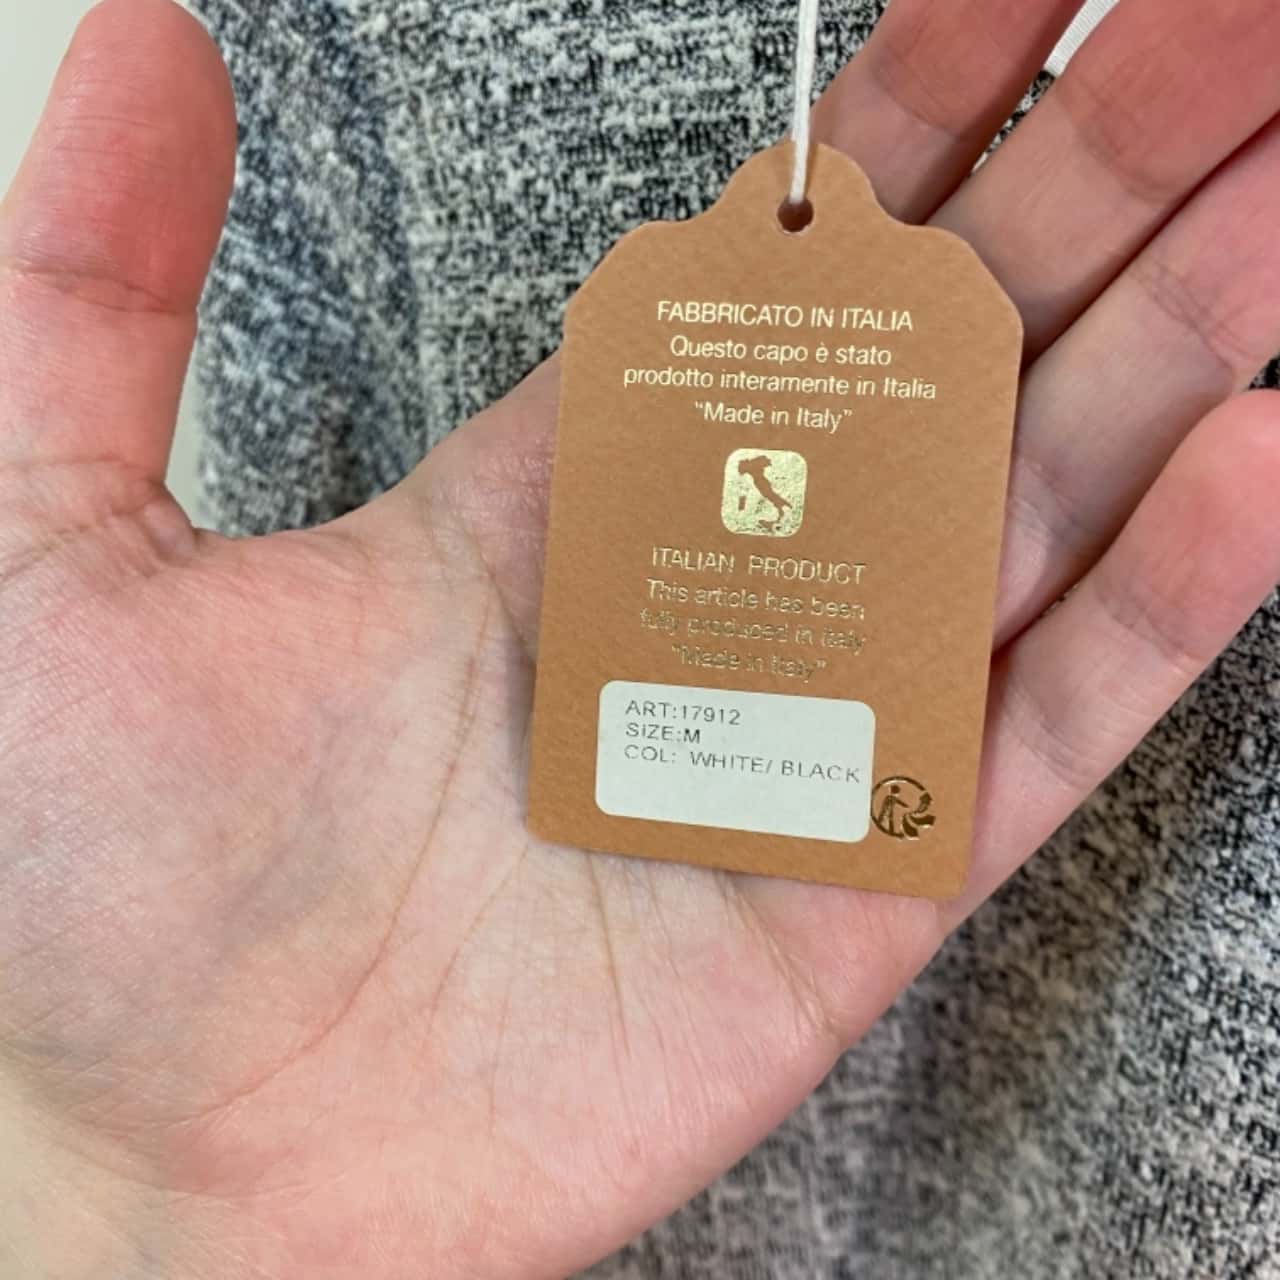 FABBRICATO IN ITALIA
Questo capo è stato
prodotto interamente in Italia
"Made in Italy"
ITALIAN PRODUCT
This article has been
fully produced in Italy
"Made in Italy"
ART:17912
SIZE:M
COL: WHITE/ BLACK